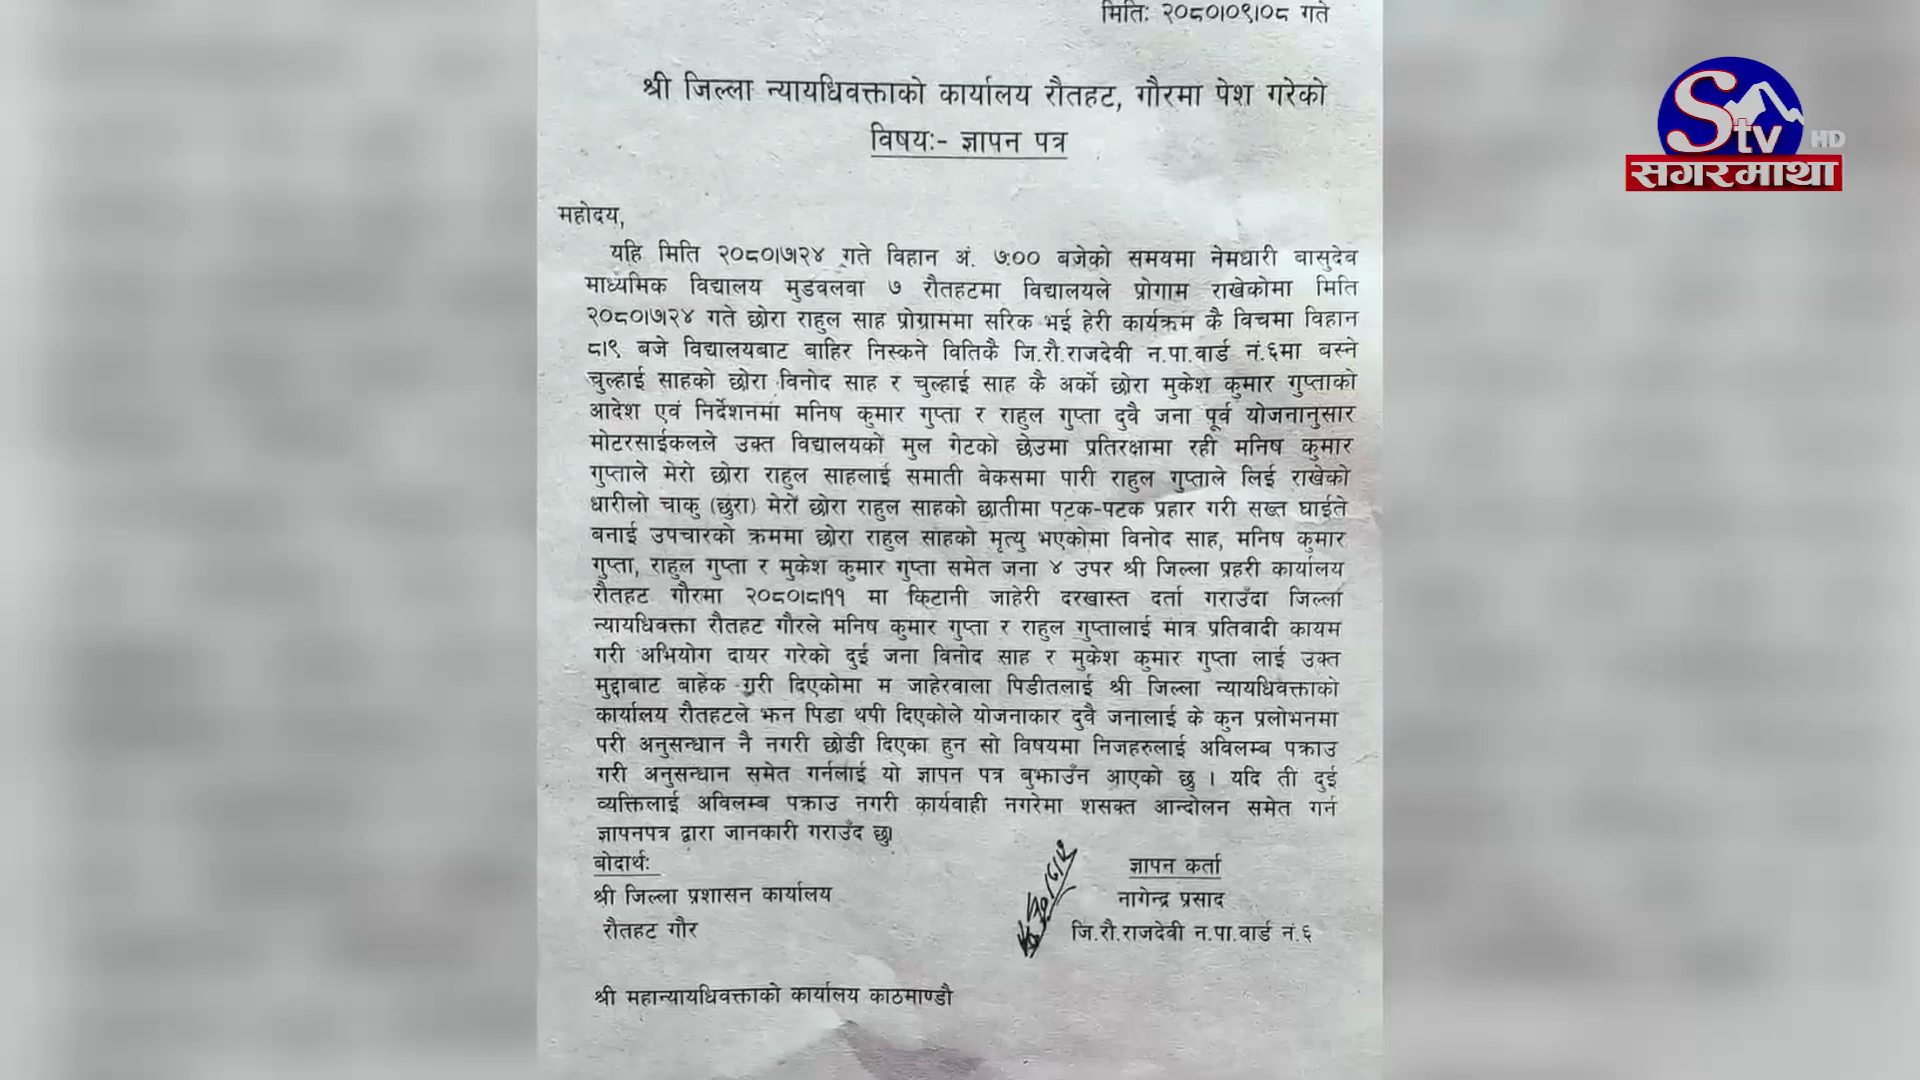 मिति: २०८०।०९।०८ गते
श्री जिल्ला न्यायधिवक्ताको कार्यालय रौतहट, गौरमा पेश गरेको
विषय:- ज्ञापन पत्र
महोदय,
यहि मिति २०८०।७।२४ गते विहान अं. ७:०० बजेको समयमा नेमधारी बासुदेव
माध्यमिक विद्यालय मुडवलवा ७ रौतहटमा विद्यालयले प्रोगाम राखेकोमा मिति
२०८०।७।२४ गते छोरा राहुल साह प्रोग्राममा सरिक भई हेरी कार्यक्रम कै विचमा विहान
८।९ बजे विद्यालयबाट बाहिर निस्कने वितिकै जि.रौ.राजदेवी न.पा.वार्ड नं.६मा बस्ने
चुल्हाई साहको छोरा विनोद साह र चुल्हाई साह कै अर्को छोरा मुकेश कुमार गुप्ताको
आदेश एवं निर्देशनमा मनिष कुमार गुप्ता र राहुल गुप्ता दुवै जना पूर्व योजनानुसार
मोटरसाईकलले उक्त विद्यालयको मुल गेटको छेउमा प्रतिरक्षामा रही मनिष कुमार
गुप्ताले मेरो छोरा राहुल साहलाई समाती बेकसमा पारी राहुल गुप्ताले लिई राखेको
धारीलो चाकु (छुरा) मेरो छोरा राहुल साहको छातीमा पटक-पटक प्रहार गरी सख्त घाईते
बनाई उपचारको क्रममा छोरा राहुल साहको मृत्यु भएकोमा विनोद साह, मनिष कुमार
गुप्ता, राहुल गुप्ता र मुकेश कुमार गुप्ता समेत जना ४ उपर श्री जिल्ला प्रहरी कार्यालय
रौतहट गौरमा २०८०।८।११ मा किटानी जाहेरी दरखास्त दर्ता गराउँदा जिल्ला
न्यायधिवक्ता रौतहट गौरले मनिष कुमार गुप्ता र राहुल गुप्तालाई मात्र प्रतिवादी कायम
गरी अभियोग दायर गरेको दुई जना विनोद साह र मुकेश कुमार गुप्ता लाई उक्त
मुद्दाबाट बाहेक गरी दिएकोमा म जाहेरवाला पिडीतलाई श्री जिल्ला न्यायधिवक्ताको
कार्यालय रौतहटले झन पिडा थपी दिएकोले योजनाकार दुवै जनालाई के कुन प्रलोभनमा
परी अनुसन्धान नै नगरी छोडी दिएका हुन सो विषयमा निजहरुलाई अविलम्ब पक्राउ
गरी अनुसन्धान समेत गर्नलाई यो ज्ञापन पत्र बुझाउँन आएको छु । यदि ती दुई
व्यक्तिलाई अविलम्ब पक्राउ नगरी कार्यवाही नगरेमा शसक्त आन्दोलन समेत गर्न
ज्ञापनपत्र द्वारा जानकारी गराउँद छु।
बोदार्थ:
श्री जिल्ला प्रशासन कार्यालय
रौतहट गौर
श्री महान्यायधिवक्ताको कार्यालय काठमाण्डौ
ज्ञापन कर्ता
नागेन्द्र प्रसाद
जि.रौ.राजदेवी न.पा.वार्ड नं.६
Stv HD
सगरमाथा